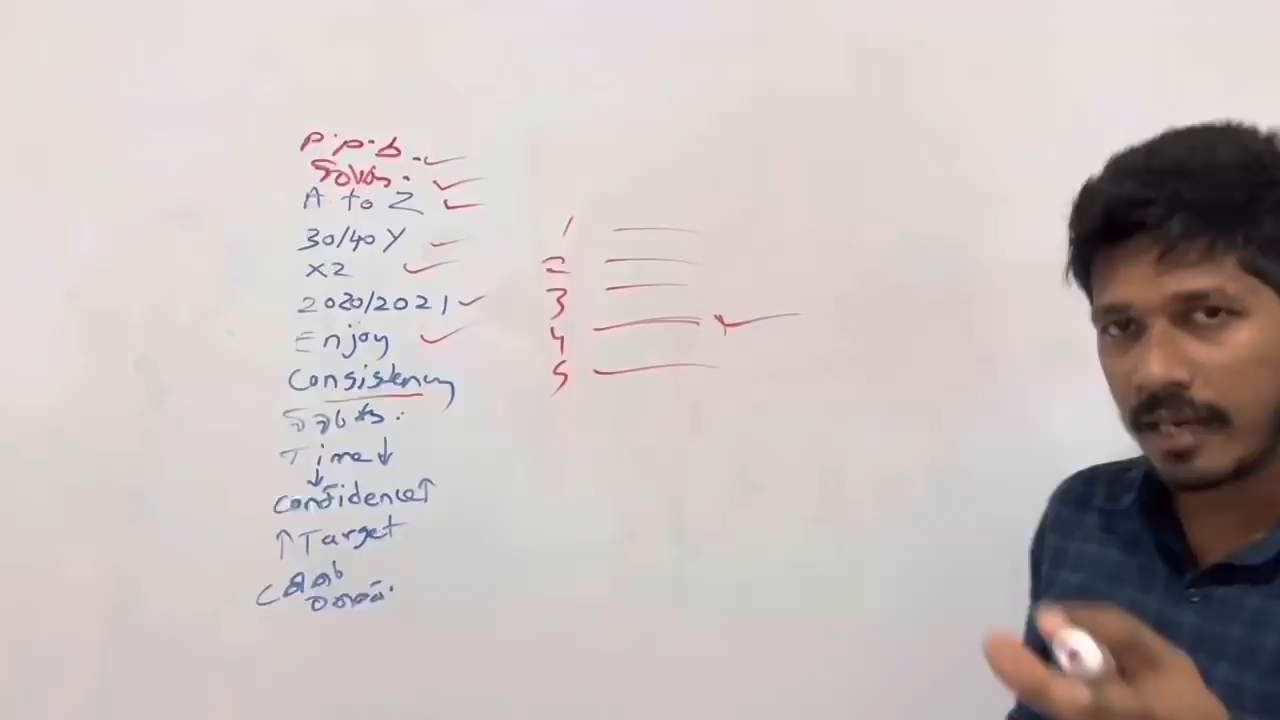 P.P.b
A to Z
30/40 Y
X2
2020/2021
Enjoy
Consistency
Time ↓
↓
Confidence ↑
↑ Target
1
2
3
4
5